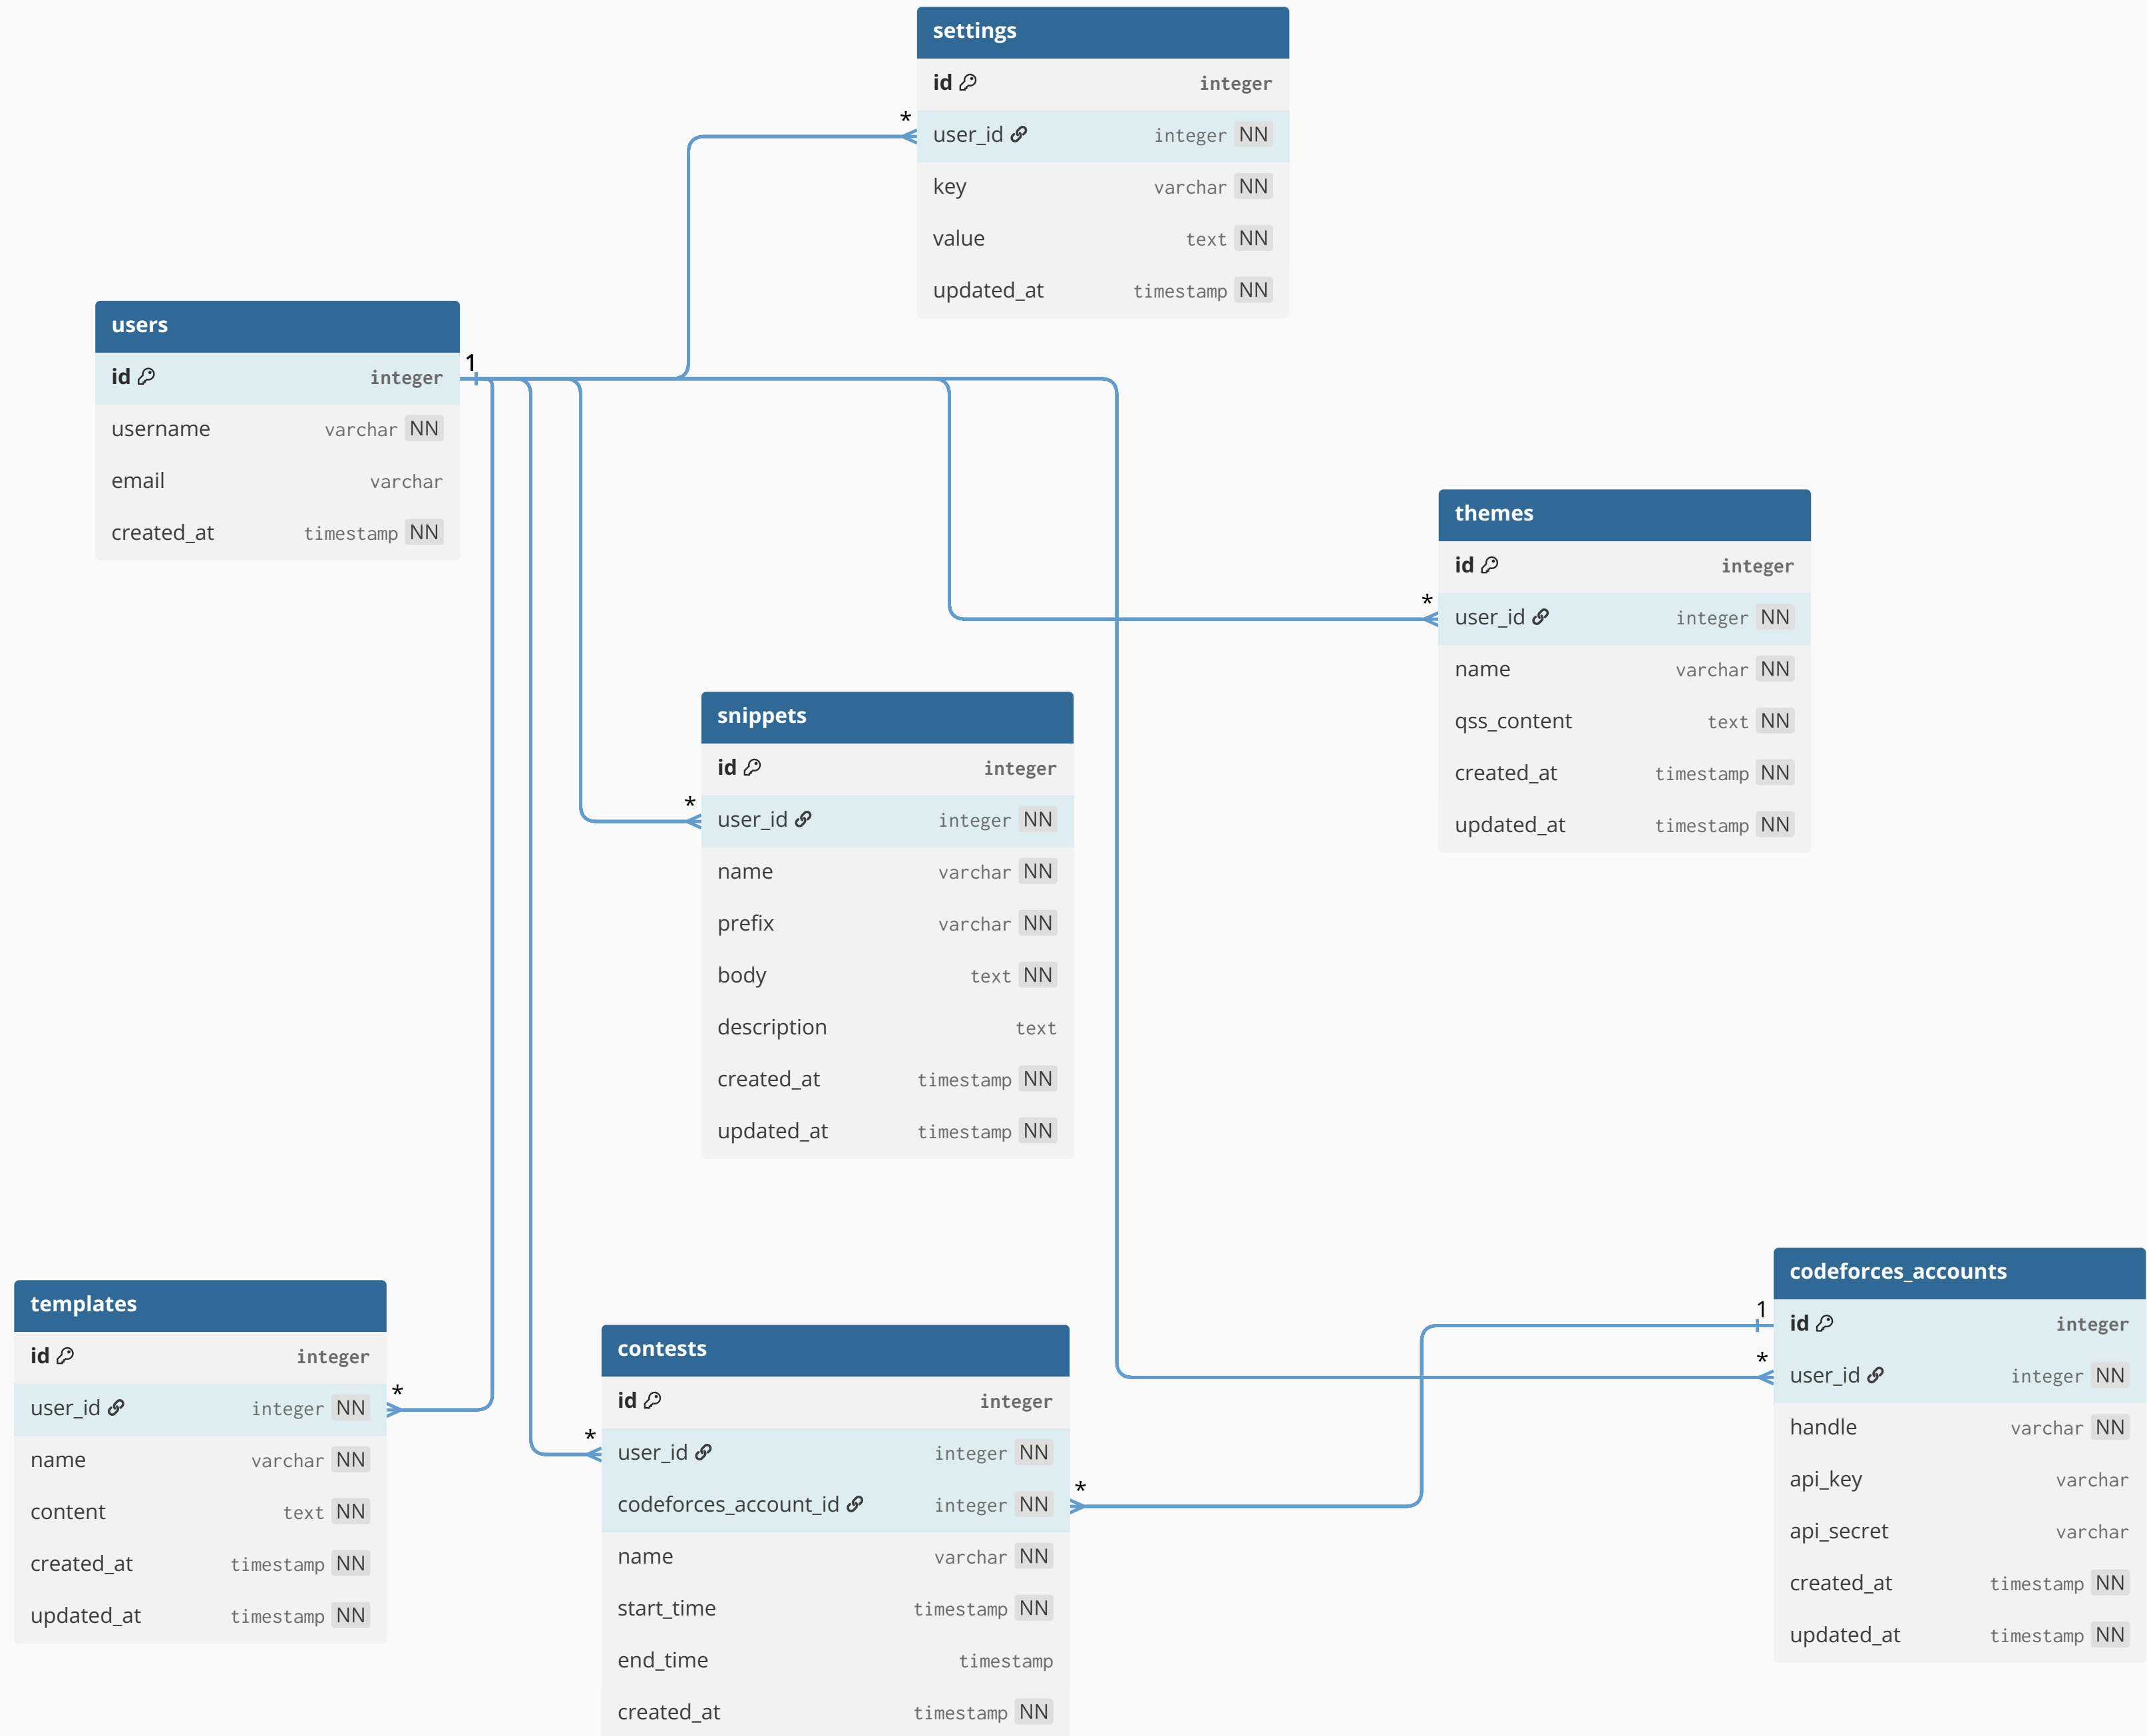 settings
id integer
* user_id integer NN
key varchar NN
value text NN
updated_at timestamp NN
users
id integer 1
username varchar NN
email varchar
created_at timestamp NN
themes
id integer
* user_id integer NN
name varchar NN
qss_content text NN
created_at timestamp NN
updated_at timestamp NN
snippets
id integer
* user_id integer NN
name varchar NN
prefix varchar NN
body text NN
description text
created_at timestamp NN
updated_at timestamp NN
templates
id integer
user_id integer NN *
name varchar NN
content text NN
created_at timestamp NN
updated_at timestamp NN
contests
id integer
* user_id integer NN
codeforces_account_id integer NN *
name varchar NN
start_time timestamp NN
end_time timestamp
created_at timestamp NN
codeforces_accounts
1 id integer
* user_id integer NN
handle varchar NN
api_key varchar
api_secret varchar
created_at timestamp NN
updated_at timestamp NN